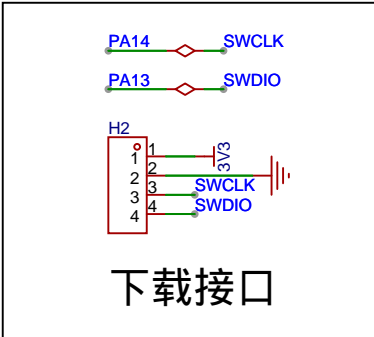 PA14 SWCLK
PA13 SWDIO
H2
1 1 3V3
2 2
3 3 SWCLK
4 4 SWDIO
下载接口